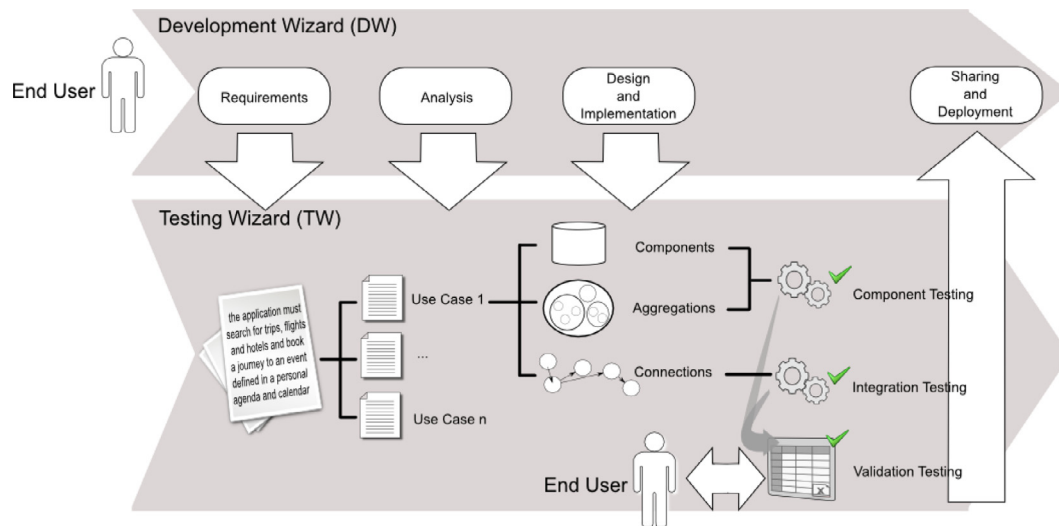 Development Wizard (DW)
End User
Requirements
Analysis
Design
and
Implementation
Sharing
and
Deployment
Testing Wizard (TW)
the application must
search for trips, flights
and hotels and book
a journey to an event
defined in a personal
agenda and calendar
Use Case 1
...
Use Case n
Components
Aggregations
Connections
Component Testing
Integration Testing
Validation Testing
End User
X